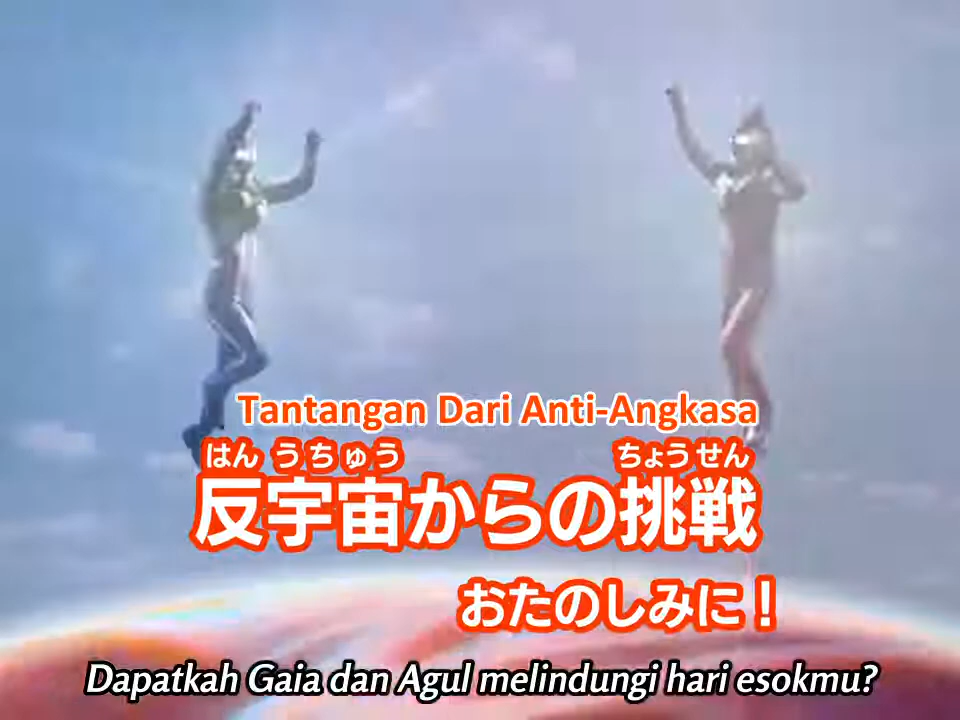 Tantangan Dari Anti-Angkasa
はん うちゅう ちょうせん
反宇宙からの挑戦
おたのしみに！
Dapatkah Gaia dan Agul melindungi hari esokmu?